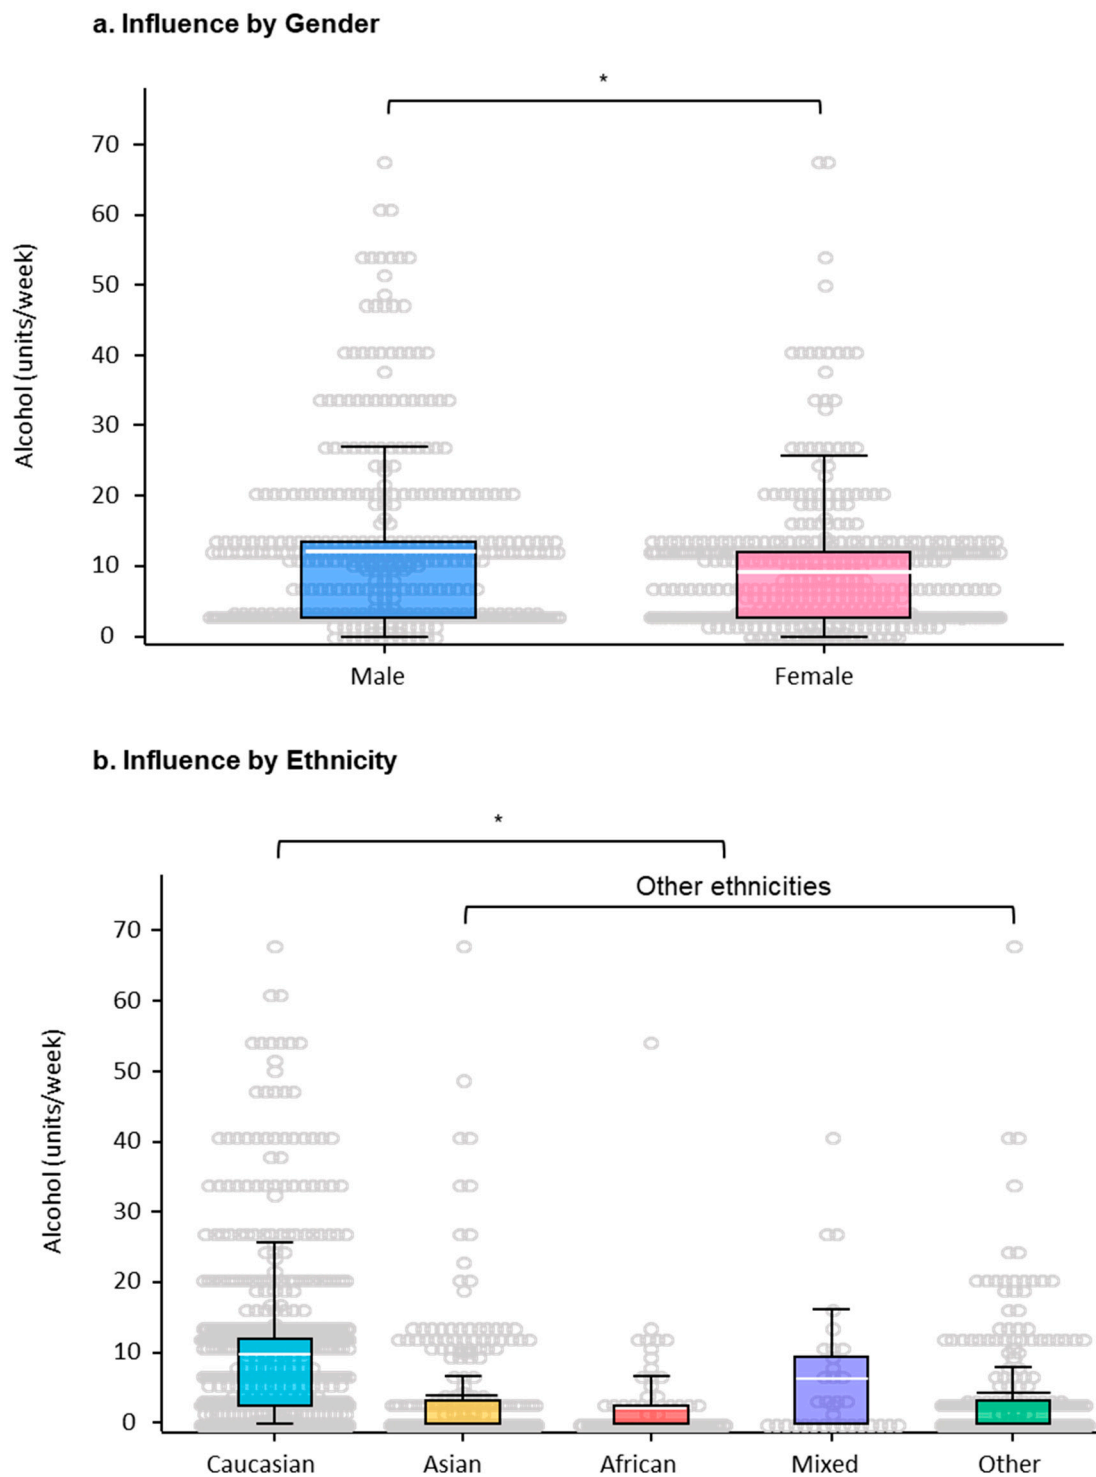 a. Influence by Gender
*
70
60
50
40
30
20
10
0
Alcohol (units/week)
Male Female
b. Influence by Ethnicity
*
Other ethnicities
70
60
50
40
30
20
10
0
Alcohol (units/week)
Caucasian Asian African Mixed Other